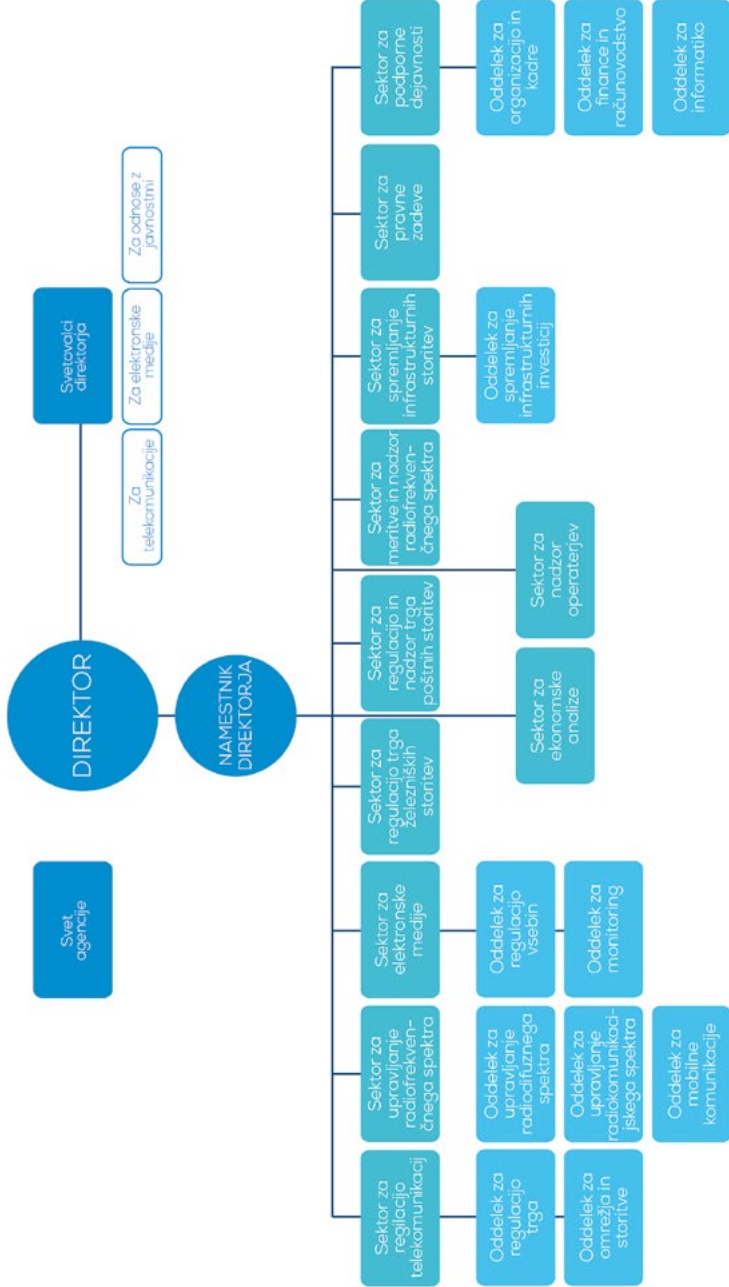 Svet
agencije
DIREKTOR
Svetovalci
direktorja
Za
telekomunikacije
Za elektronske
medije
Za odnose z
javnostmi
NAMESTNIK
DIREKTORJA
Sektor za
regilacijo
telekomunikacij
Sektor za
upravljanje
radiofrekven-
čnega spektra
Sektor za
elektronske
medije
Sektor za
regulacijo trga
železniških
storitev
Sektor za
regulacijo in
nadzor trga
poštnih storitev
Sektor za
meritve in nadzor
radiofrekven-
čnega spektra
Sektor za
spremljanje
infrastrukturnih
storitev
Sektor za
pravne
zadeve
Sektor za
podporne
dejavnosti
Oddelek za
regulacijo
trga
Oddelek za
omrežja in
storitve
Oddelek za
upravljanje
radiodifuznega
spektra
Oddelek za
upravljanje
radiokomunikaci-
jskega spektra
Oddelek za
mobilne
komunikacije
Oddelek za
regulacijo
vsebin
Oddelek za
monitoring
Sektor za
ekonomske
analize
Sektor za
nadzor
operaterjev
Oddelek za
spremljanje
infrastrukturnih
investicij
Oddelek za
organizacijo in
kadre
Oddelek za
finance in
računovodstvo
Oddelek za
informatiko